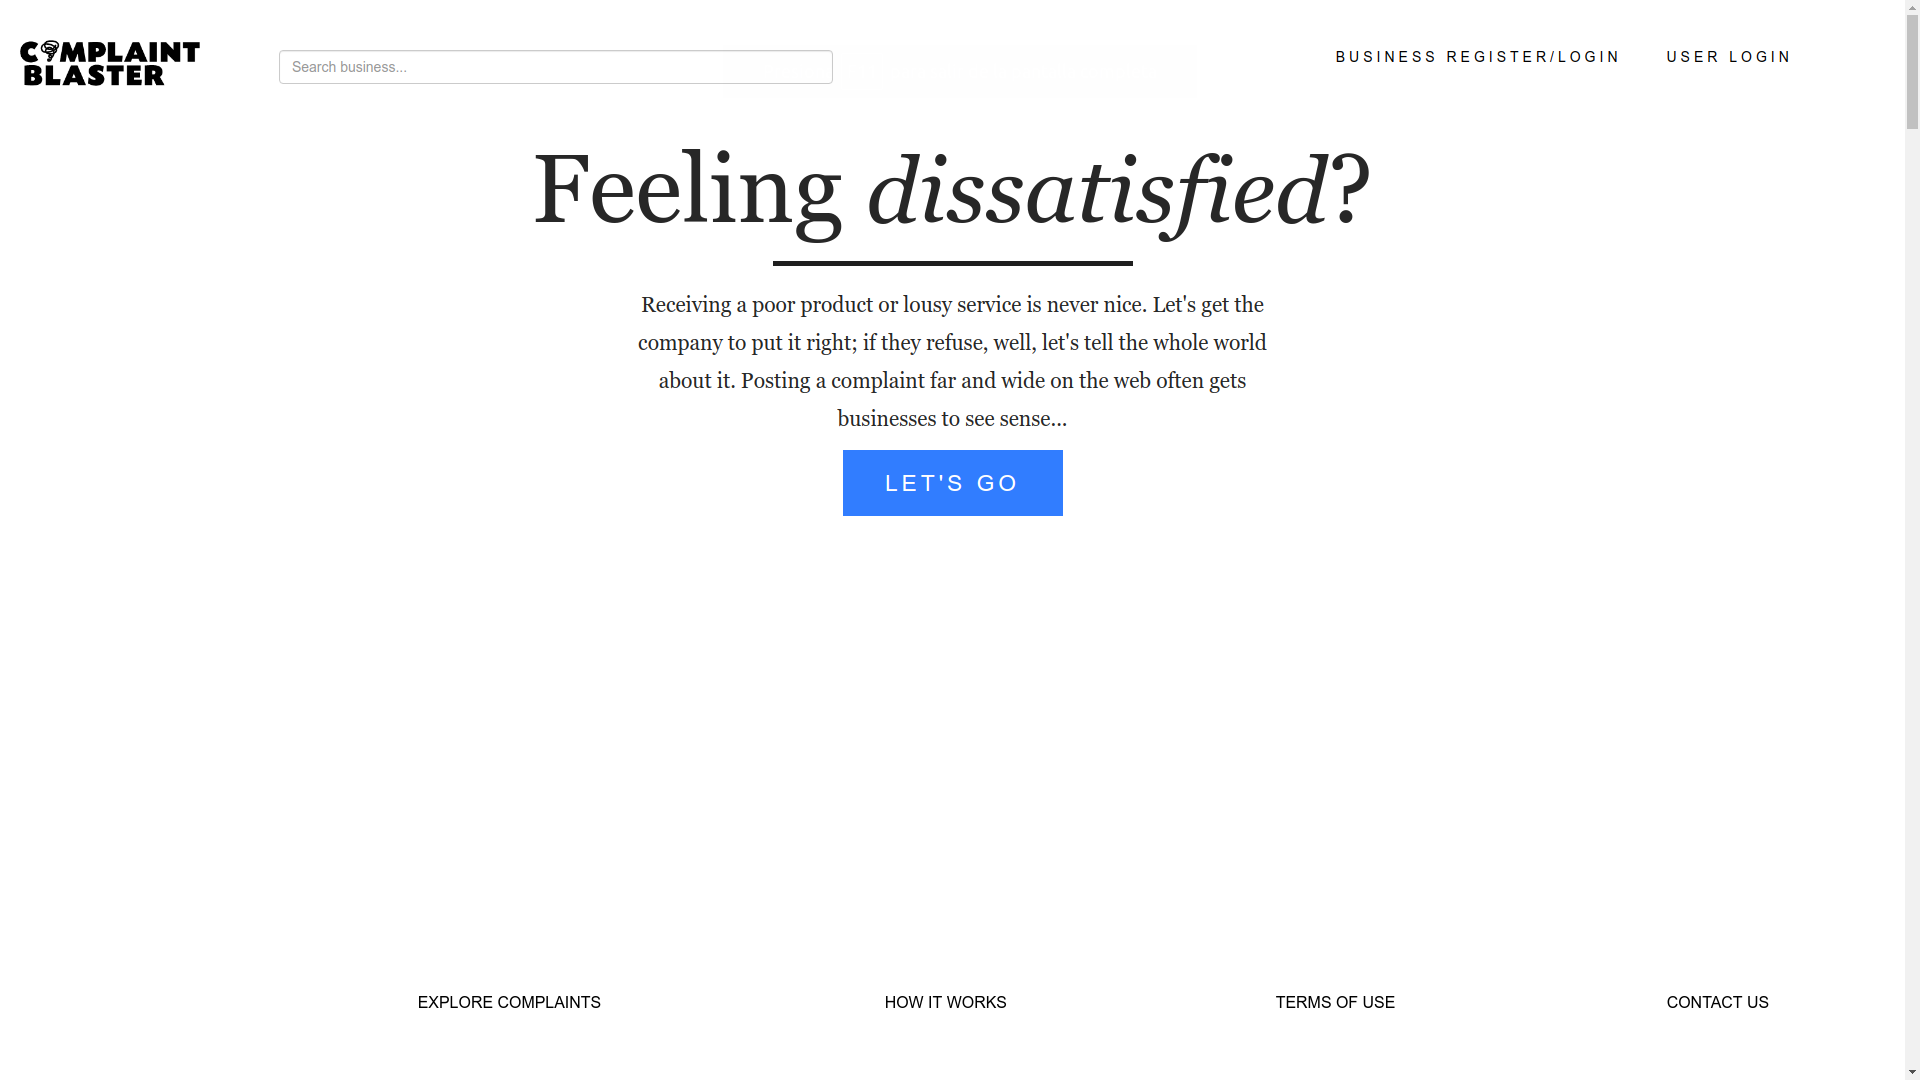 COMPLAINT
BLASTER
Search business...
BUSINESS REGISTER/LOGIN
USER LOGIN
Feeling dissatisfied?
Receiving a poor product or lousy service is never nice. Let's get the
company to put it right; if they refuse, well, let's tell the whole world
about it. Posting a complaint far and wide on the web often gets
businesses to see sense...
LET'S GO
EXPLORE COMPLAINTS
HOW IT WORKS
TERMS OF USE
CONTACT US